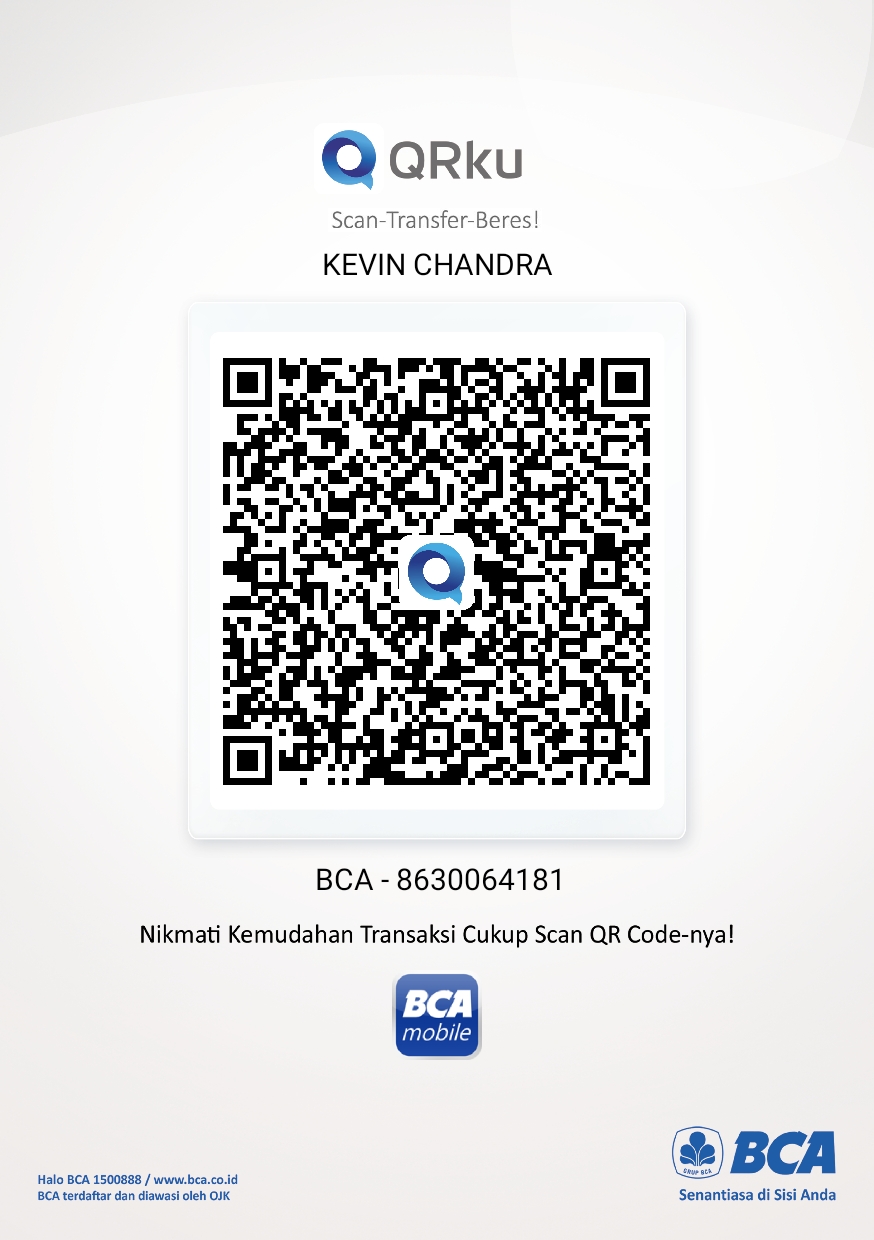 QRku
Scan-Transfer-Beres!
KEVIN CHANDRA
BCA - 8630064181
Nikmati Kemudahan Transaksi Cukup Scan QR Code-nya!
BCA
mobile
GRUP BCA
BCA
Senantiasa di Sisi Anda
Halo BCA 1500888 / www.bca.co.id
BCA terdaftar dan diawasi oleh OJK